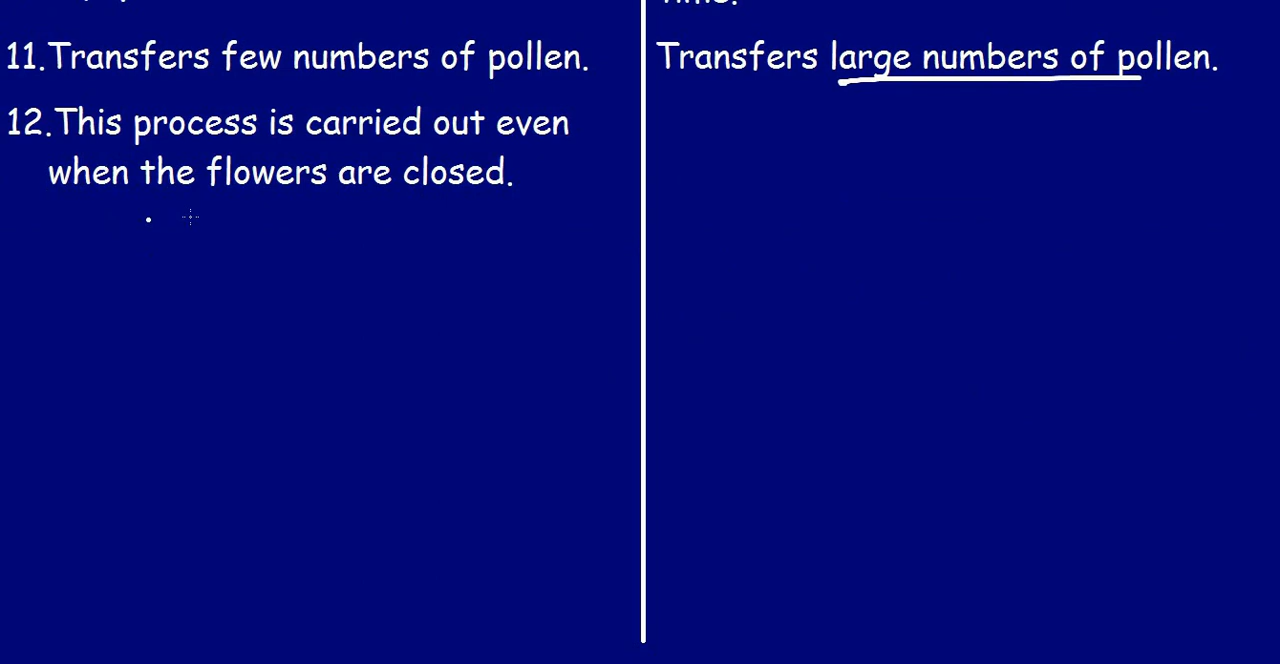 11.Transfers few numbers of pollen.
Transfers large numbers of pollen.
12.This process is carried out even
when the flowers are closed.